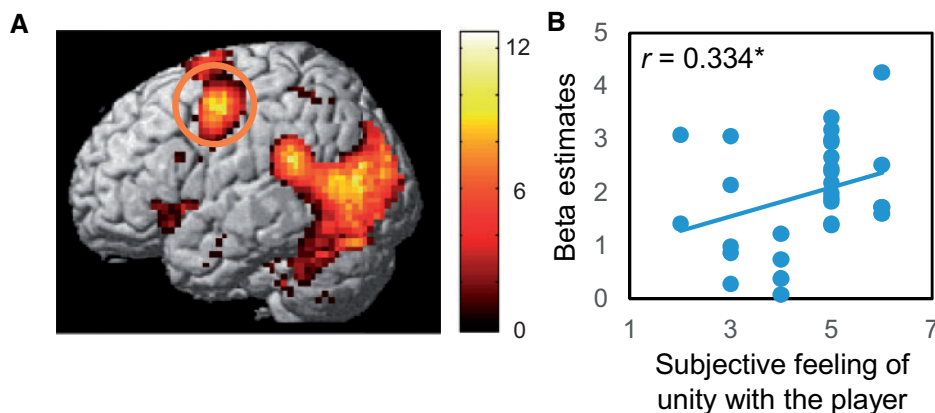 A
12
6
0
B
r = 0.334*
Beta estimates
5
4
3
2
1
0
1 3 5 7
Subjective feeling of
unity with the player